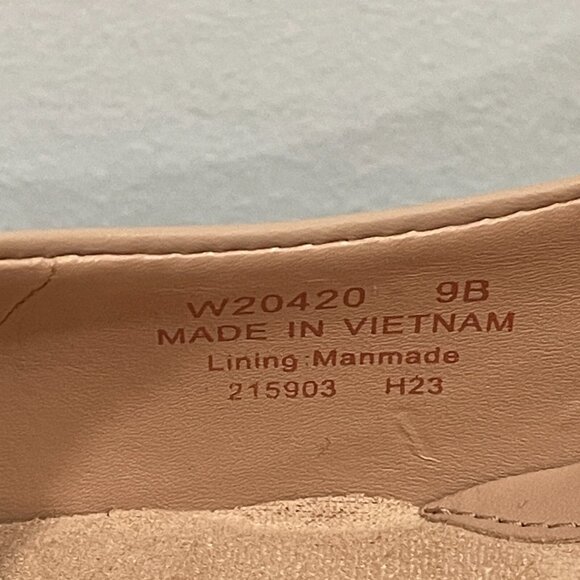 W20420 9B
MADE IN VIETNAM
Lining:Manmade
215903 H23